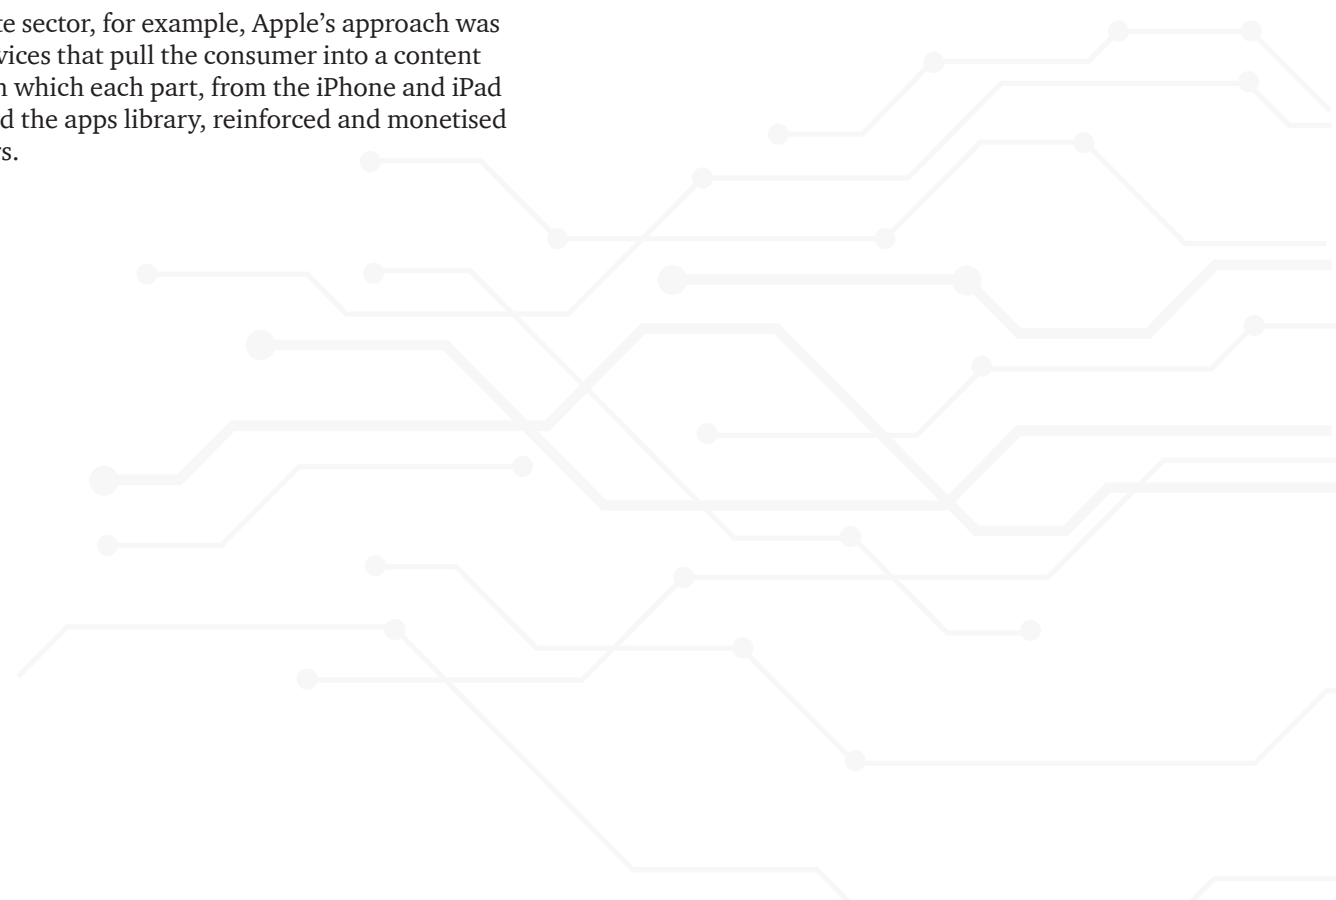 te sector, for example, Apple’s approach was
vices that pull the consumer into a content
n which each part, from the iPhone and iPad
d the apps library, reinforced and monetised
s.